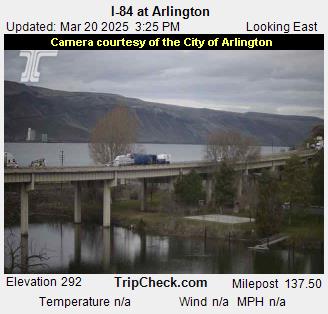 I-84 at Arlington
Updated: Mar 20 2025 3:25 PM Looking East
Camera courtesy of the City of Arlington
Elevation 292 TripCheck.com Milepost 137.50
Temperature n/a Wind n/a MPH n/a